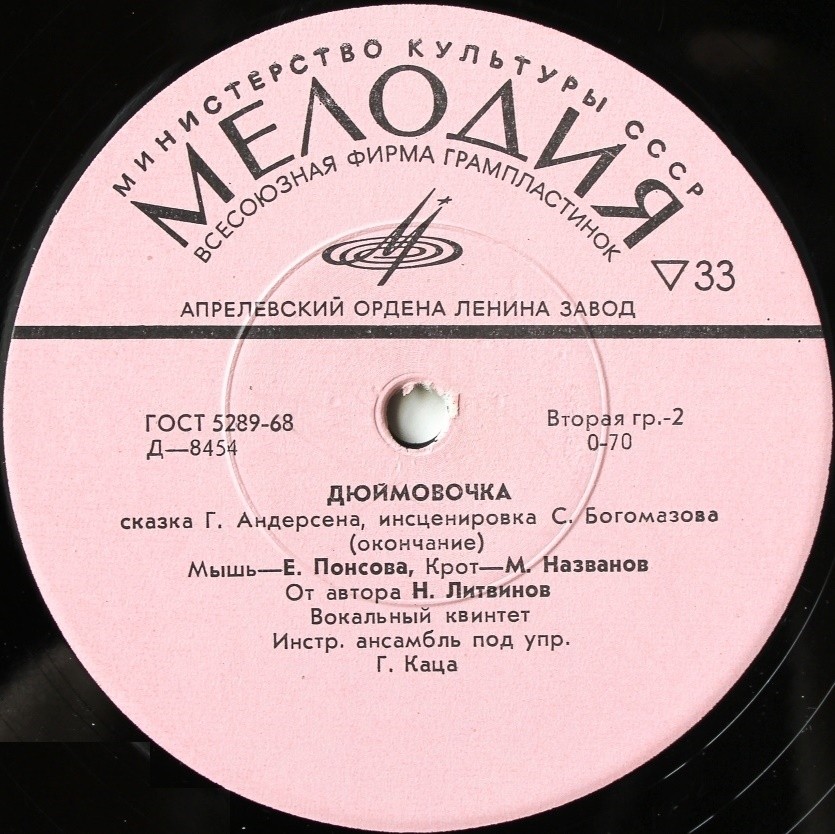 МИНИСТЕРСТВО КУЛЬТУРЫ СССР
МЕЛОДИЯ
ВСЕСОЮЗНАЯ ФИРМА ГРАМПЛАСТИНОК
▽33
АПРЕЛЕВСКИЙ ОРДЕНА ЛЕНИНА ЗАВОД
ГОСТ 5289-68
Д—8454
Вторая гр.-2
0-70
ДЮЙМОВОЧКА
сказка Г. Андерсена, инсценировка С. Богомазова
(окончание)
Мышь—Е. Понсова, Крот—М. Названов
От автора Н. Литвинов
Вокальный квинтет
Инстр. ансамбль под упр.
Г. Каца